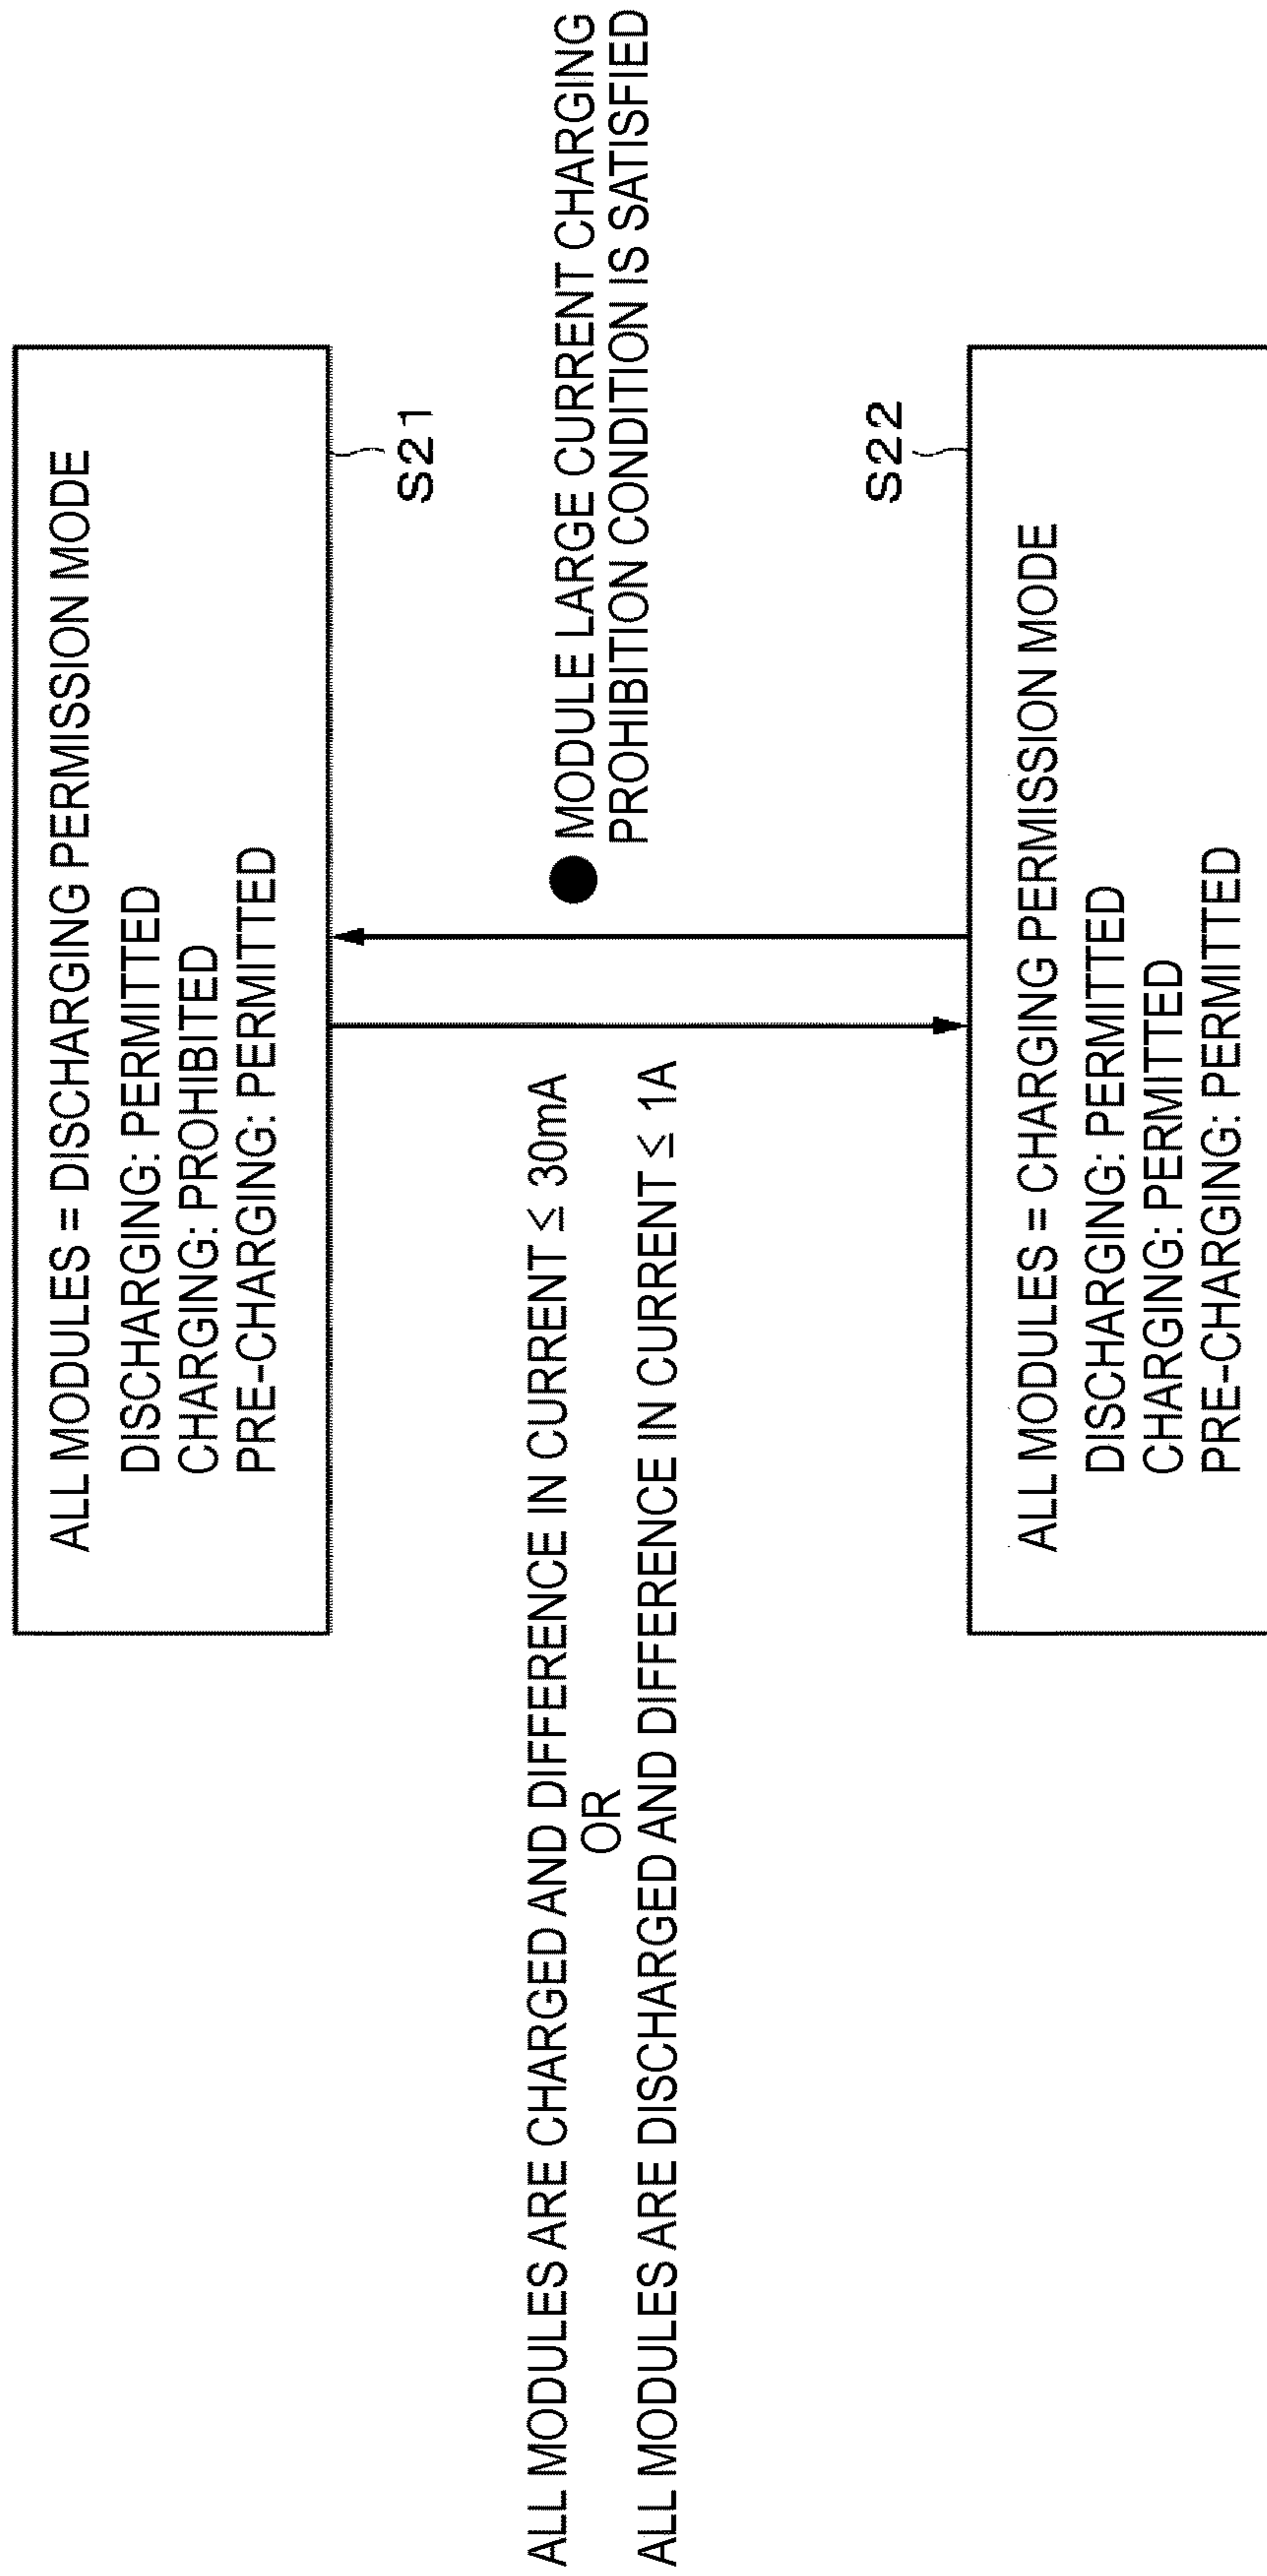 ALL MODULES = DISCHARGING PERMISSION MODE
DISCHARGING: PERMITTED
CHARGING: PROHIBITED
PRE-CHARGING: PERMITTED
S21
ALL MODULES ARE CHARGED AND DIFFERENCE IN CURRENT ≤ 30mA
OR
ALL MODULES ARE DISCHARGED AND DIFFERENCE IN CURRENT ≤ 1A
● MODULE LARGE CURRENT CHARGING
PROHIBITION CONDITION IS SATISFIED
S22
ALL MODULES = CHARGING PERMISSION MODE
DISCHARGING: PERMITTED
CHARGING: PERMITTED
PRE-CHARGING: PERMITTED